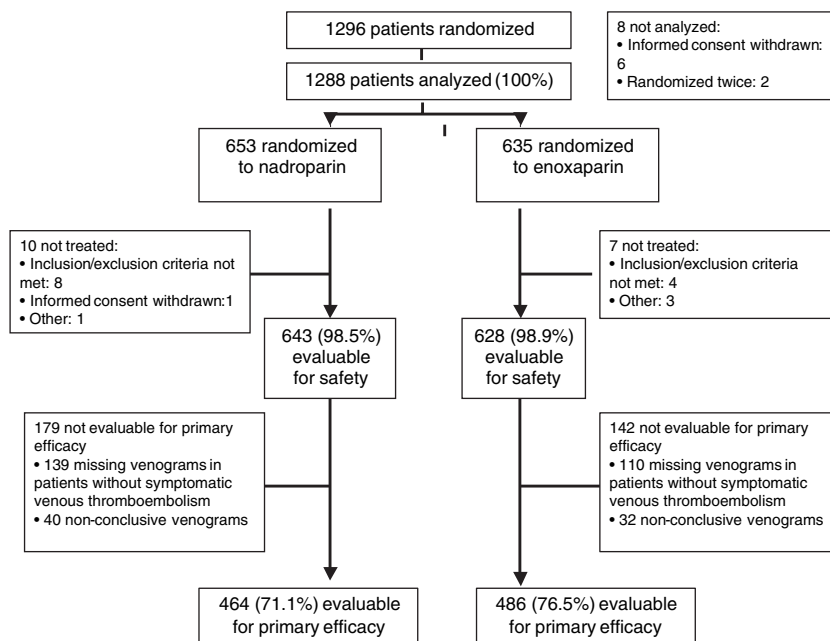 1296 patients randomized
8 not analyzed:
• Informed consent withdrawn:
6
• Randomized twice: 2
1288 patients analyzed (100%)
653 randomized
to nadroparin
635 randomized
to enoxaparin
10 not treated:
• Inclusion/exclusion criteria not
met: 8
• Informed consent withdrawn:1
• Other: 1
7 not treated:
• Inclusion/exclusion criteria
not met: 4
• Other: 3
643 (98.5%)
evaluable
for safety
628 (98.9%)
evaluable
for safety
179 not evaluable for primary
efficacy
• 139 missing venograms in
patients without symptomatic
venous thromboembolism
• 40 non-conclusive venograms
142 not evaluable for primary
efficacy
• 110 missing venograms in
patients without symptomatic
venous thromboembolism
• 32 non-conclusive venograms
464 (71.1%) evaluable
for primary efficacy
486 (76.5%) evaluable
for primary efficacy